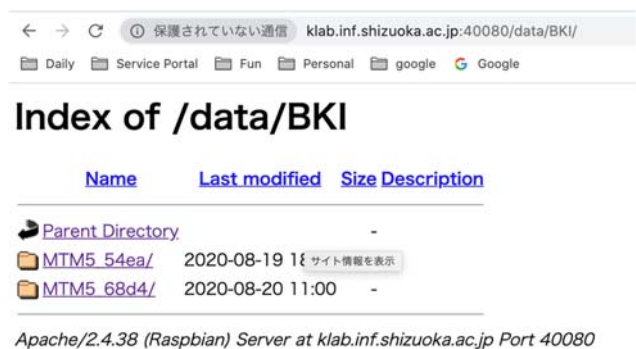 保護されていない通信 klab.inf.shizuoka.ac.jp:40080/data/BKI/
Daily Service Portal Fun Personal google Google
Index of /data/BKI
Name Last modified Size Description
Parent Directory -
MTM5_54ea/ 2020-08-19 18 サイト情報を表示
MTM5_68d4/ 2020-08-20 11:00 -
Apache/2.4.38 (Raspbian) Server at klab.inf.shizuoka.ac.jp Port 40080